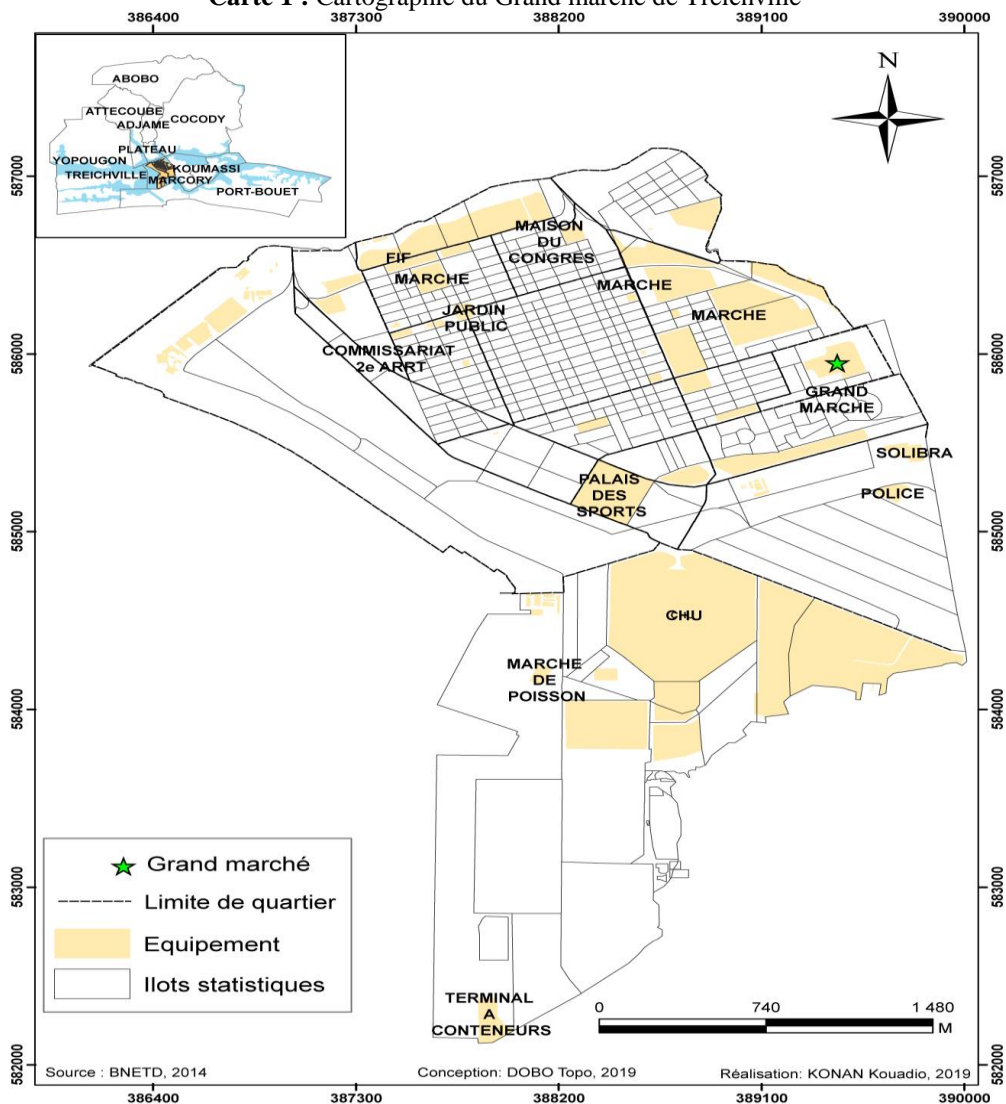 Carte 1 : Cartographie du Grand marché de Treichville
386400 387300 388200 389100 390000
587000
586000
585000
584000
583000
582000
ABOBO
ATTECOUBE
ADJAME
COCODY
PLATEAU
YOPOUGON
TREICHVILLE
KOUMASSI
MARCORY
PORT-BOUET
N
MAISON
DU
CONGRES
FIF
MARCHE
MARCHE
JARDIN
PUBLIC
MARCHE
COMMISSARIAT
2e ARRT
GRAND
MARCHE
SOLIBRA
PALAIS
DES
SPORTS
POLICE
CHU
MARCHE
DE
POISSON
TERMINAL
A
CONTENEURS
Grand marché
Limite de quartier
Equipement
Ilots statistiques
0 740 1 480
M
587000
586000
585000
584000
583000
582000
Source : BNETD, 2014 Conception: DOBO Topo, 2019 Réalisation: KONAN Kouadio, 2019
386400 387300 388200 389100 390000